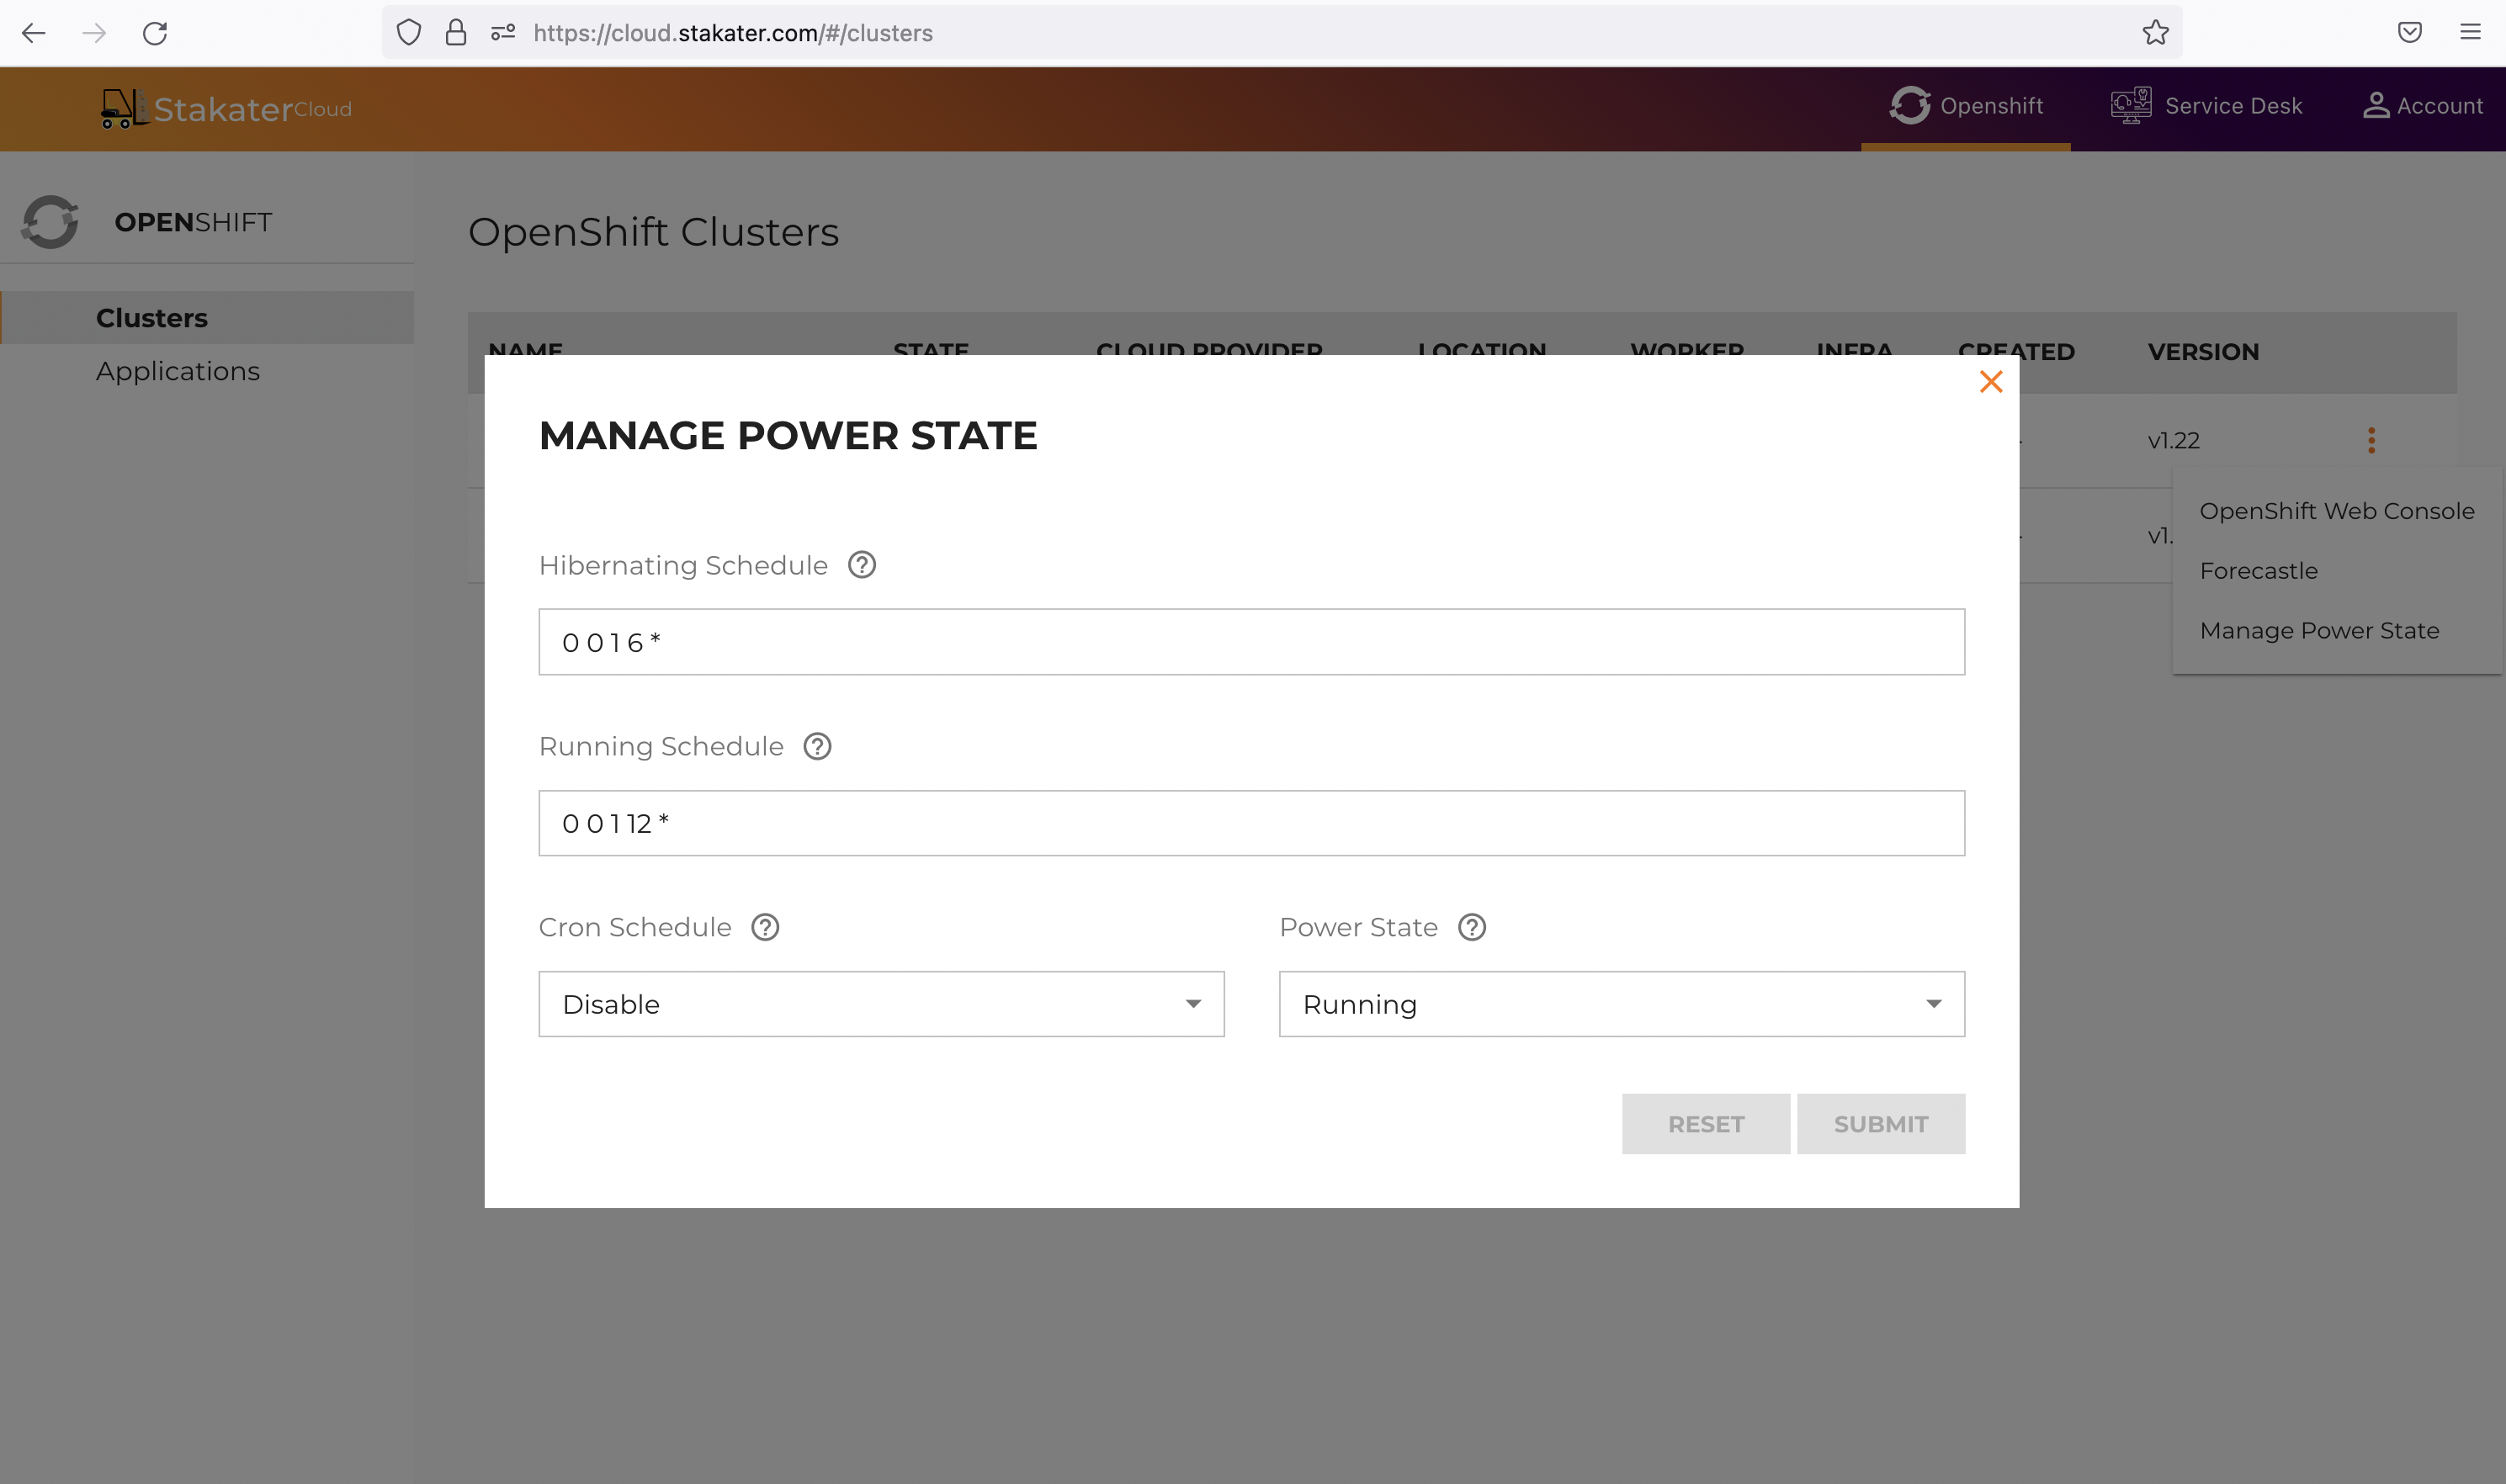 https://cloud.stakater.com/#/clusters
StakaterCloud
Openshift
Service Desk
Account
OPENSHIFT
Clusters
Applications
OpenShift Clusters
NAME STATE CLOUD PROVIDER LOCATION WORKER INFRA CREATED VERSION
v1.22
v1.
OpenShift Web Console
Forecastle
Manage Power State
MANAGE POWER STATE
Hibernating Schedule
0 0 1 6 *
Running Schedule
0 0 1 12 *
Cron Schedule
Power State
Disable
Running
RESET
SUBMIT